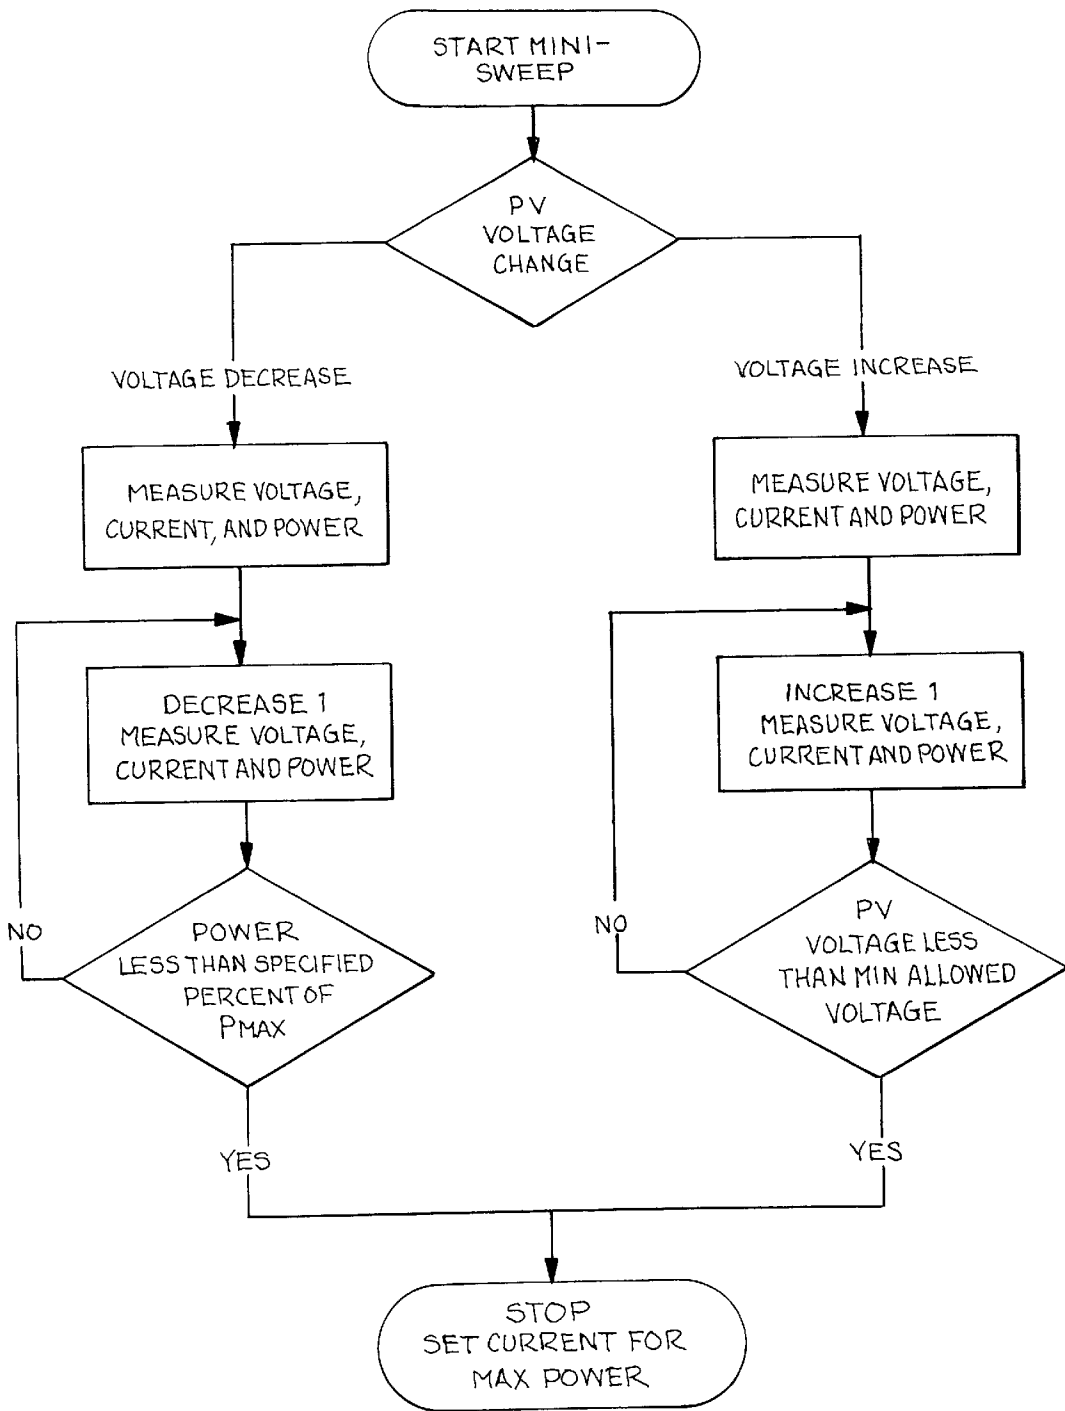 START MINI-
SWEEP
PV
VOLTAGE
CHANGE
VOLTAGE DECREASE
VOLTAGE INCREASE
MEASURE VOLTAGE,
CURRENT, AND POWER
MEASURE VOLTAGE,
CURRENT AND POWER
DECREASE 1
MEASURE VOLTAGE,
CURRENT AND POWER
INCREASE 1
MEASURE VOLTAGE,
CURRENT AND POWER
NO
POWER
LESS THAN SPECIFIED
PERCENT OF
PMAX
NO
PV
VOLTAGE LESS
THAN MIN ALLOWED
VOLTAGE
YES
YES
STOP
SET CURRENT FOR
MAX POWER